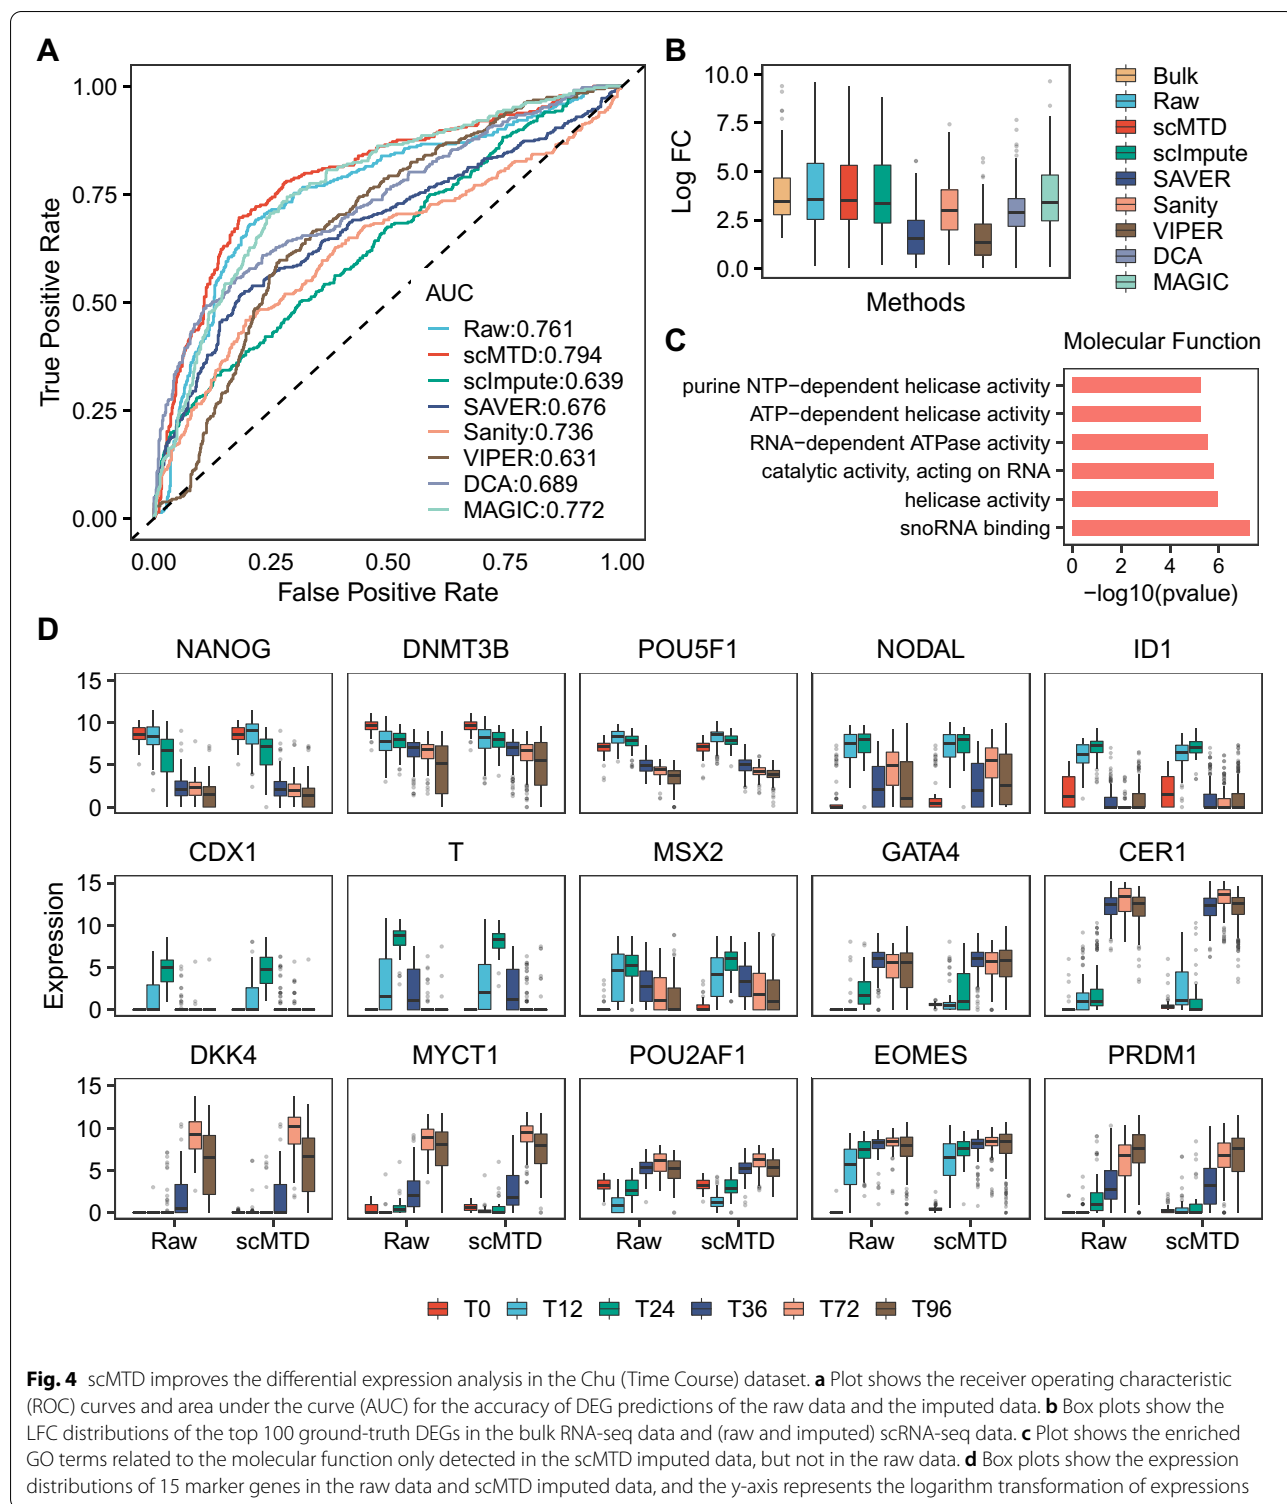 A
1.00
0.75
0.50
0.25
0.00
True Positive Rate
0.00 0.25 0.50 0.75 1.00
False Positive Rate
AUC
Raw:0.761
scMTD:0.794
scImpute:0.639
SAVER:0.676
Sanity:0.736
VIPER:0.631
DCA:0.689
MAGIC:0.772
B
10.0
7.5
5.0
2.5
0.0
Log FC
Methods
Bulk
Raw
scMTD
scImpute
SAVER
Sanity
VIPER
DCA
MAGIC
C
Molecular Function
purine NTP−dependent helicase activity
ATP−dependent helicase activity
RNA−dependent ATPase activity
catalytic activity, acting on RNA
helicase activity
snoRNA binding
0 2 4 6
−log10(pvalue)
D
NANOG DNMT3B POU5F1 NODAL ID1
15
10
5
0
CDX1 T MSX2 GATA4 CER1
15
10
5
0
Expression
DKK4 MYCT1 POU2AF1 EOMES PRDM1
15
10
5
0
Raw scMTD Raw scMTD Raw scMTD Raw scMTD Raw scMTD
T0 T12 T24 T36 T72 T96
Fig. 4 scMTD improves the differential expression analysis in the Chu (Time Course) dataset. a Plot shows the receiver operating characteristic
(ROC) curves and area under the curve (AUC) for the accuracy of DEG predictions of the raw data and the imputed data. b Box plots show the
LFC distributions of the top 100 ground-truth DEGs in the bulk RNA-seq data and (raw and imputed) scRNA-seq data. c Plot shows the enriched
GO terms related to the molecular function only detected in the scMTD imputed data, but not in the raw data. d Box plots show the expression
distributions of 15 marker genes in the raw data and scMTD imputed data, and the y-axis represents the logarithm transformation of expressions